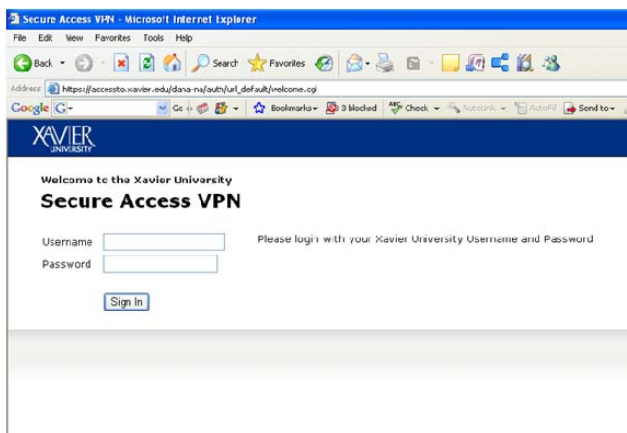 Secure Access VPN - Microsoft Internet Explorer
File Edit View Favorites Tools Help
Back Search Favorites
Address https://accessto.xavier.edu/dana-na/auth/url_default/welcome.cgi
Google G Go Bookmarks 3 blocked Check AutoLink AutoFill Send to
XAVIER
UNIVERSITY
Welcome to the Xavier University
Secure Access VPN
Username Please login with your Xavier University Username and Password
Password
Sign In